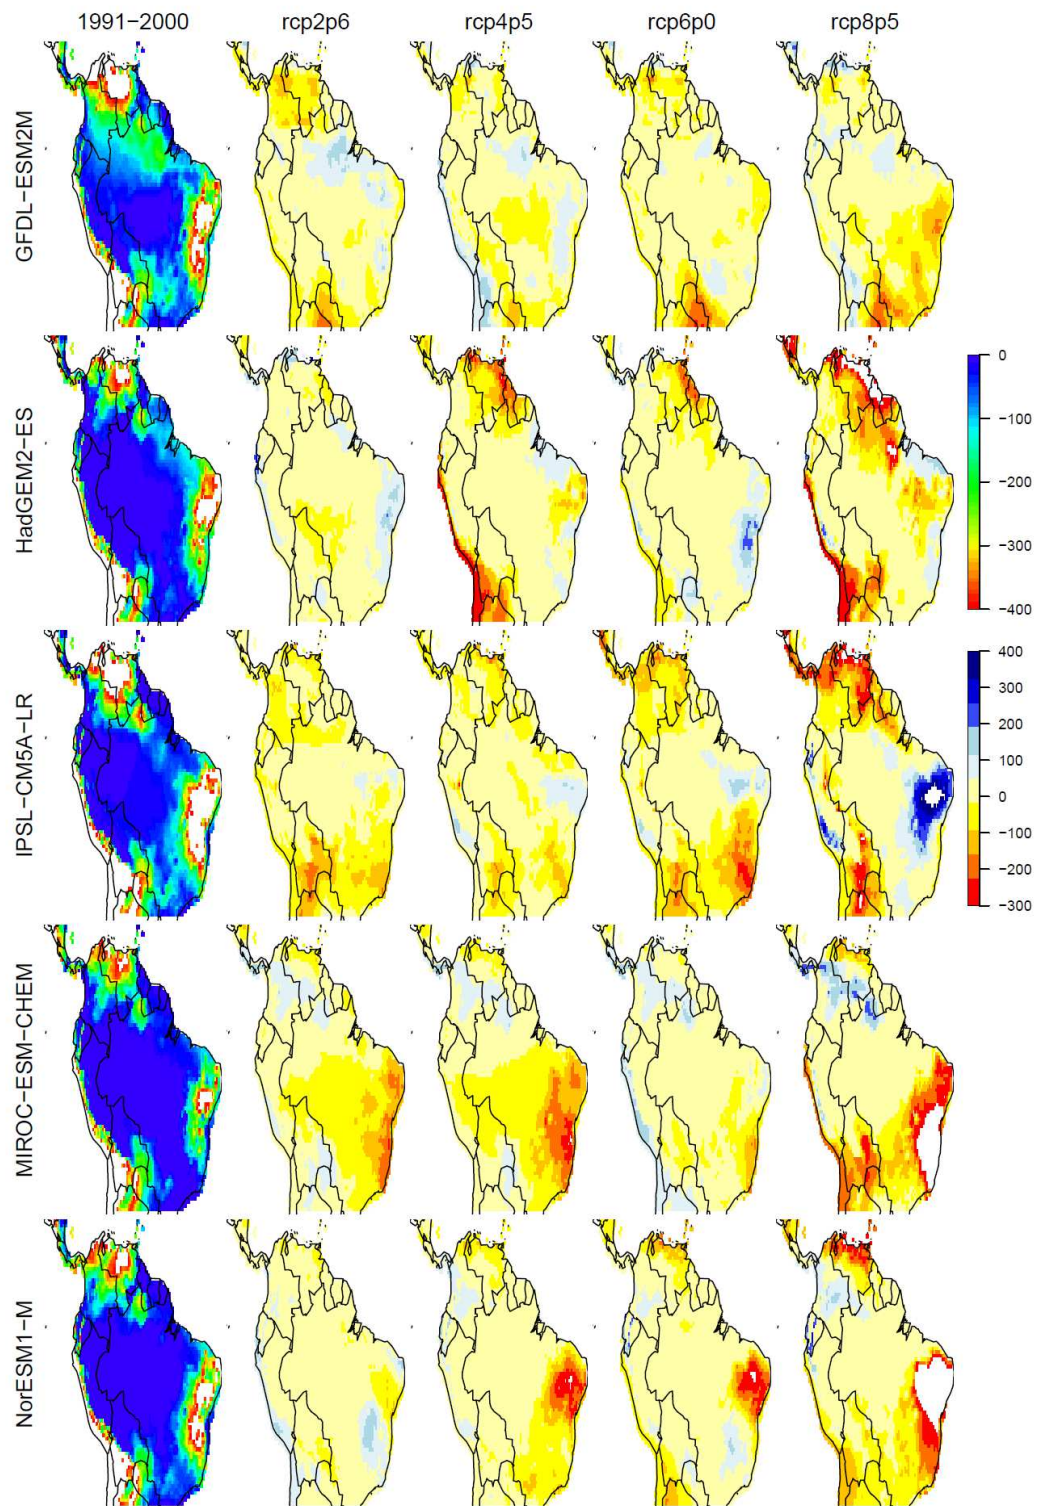 1991−2000 rcp2p6 rcp4p5 rcp6p0 rcp8p5
GFDL−ESM2M
HadGEM2−ES
0
−100
−200
−300
−400
IPSL−CM5A−LR
400
300
200
100
0
−100
−200
−300
MIROC−ESM−CHEM
NorESM1−M